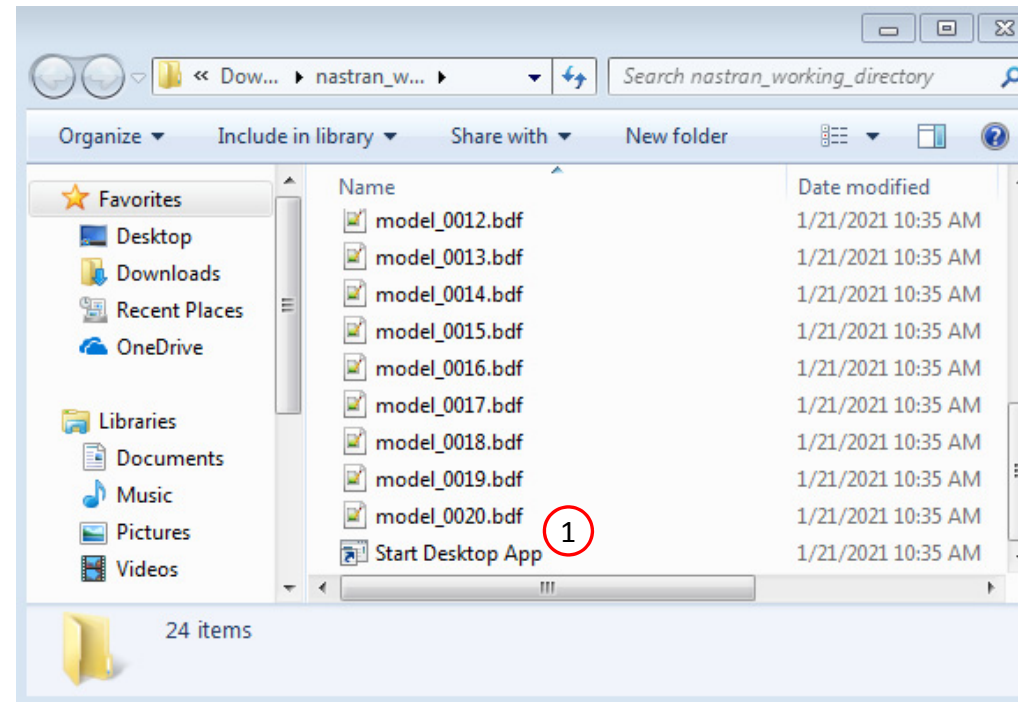 « Dow... ▸ nastran_w... ▸ Search nastran_working_directory
Organize Include in library Share with New folder
Favorites
Desktop
Downloads
Recent Places
OneDrive
Libraries
Documents
Music
Pictures
Videos
Name Date modified
model_0012.bdf 1/21/2021 10:35 AM
model_0013.bdf 1/21/2021 10:35 AM
model_0014.bdf 1/21/2021 10:35 AM
model_0015.bdf 1/21/2021 10:35 AM
model_0016.bdf 1/21/2021 10:35 AM
model_0017.bdf 1/21/2021 10:35 AM
model_0018.bdf 1/21/2021 10:35 AM
model_0019.bdf 1/21/2021 10:35 AM
model_0020.bdf 1/21/2021 10:35 AM
1
Start Desktop App 1/21/2021 10:35 AM
24 items